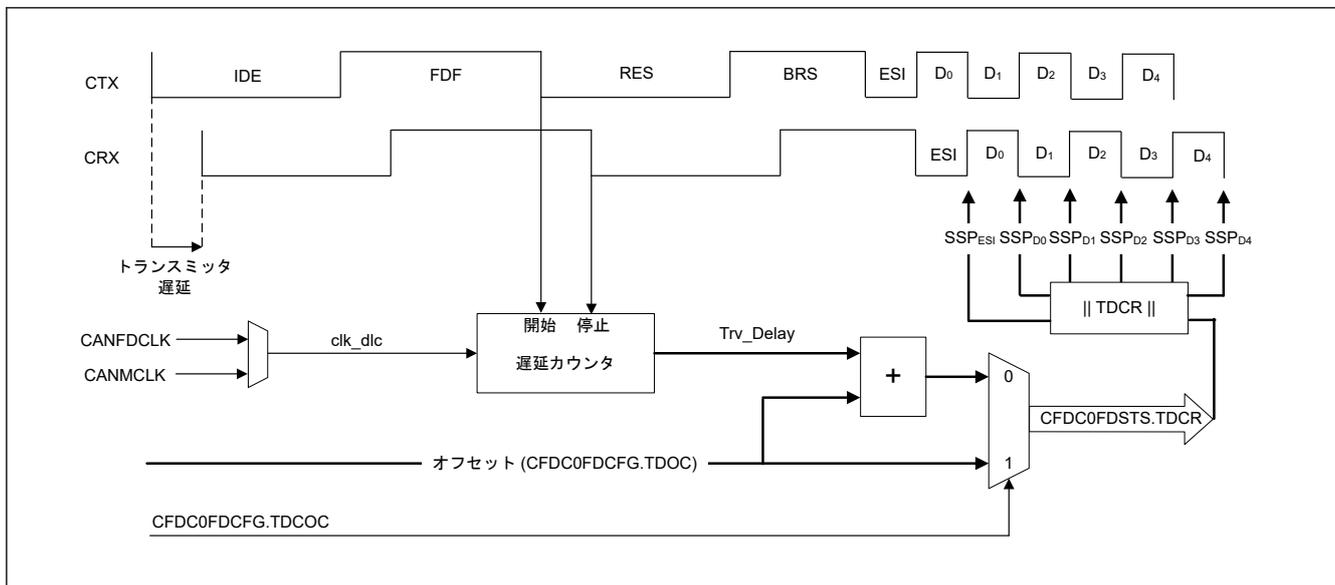 CTX
IDE
FDF
RES
BRS
ESI
D0
D1
D2
D3
D4
CRX
ESI
D0
D1
D2
D3
D4
SSPESI
SSPD0
SSPD1
SSPD2
SSPD3
SSPD4
トランスミッタ
遅延
|| TDCR ||
CANFDCLK
CANMCLK
clk_dlc
開始
停止
遅延カウンタ
Trv_Delay
+
0
1
CFDC0FDSTS.TDCR
オフセット (CFDC0FDCFG.TDOC)
CFDC0FDCFG.TDCOC